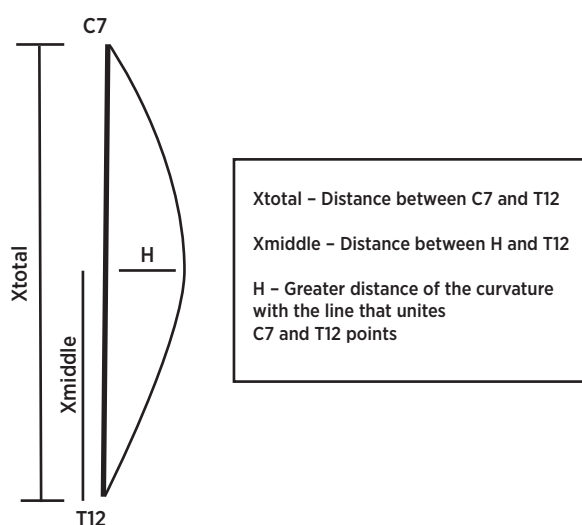 C7
Xtotal
H
Xmiddle
T12
Xtotal – Distance between C7 and T12
Xmiddle – Distance between H and T12
H – Greater distance of the curvature
with the line that unites
C7 and T12 points